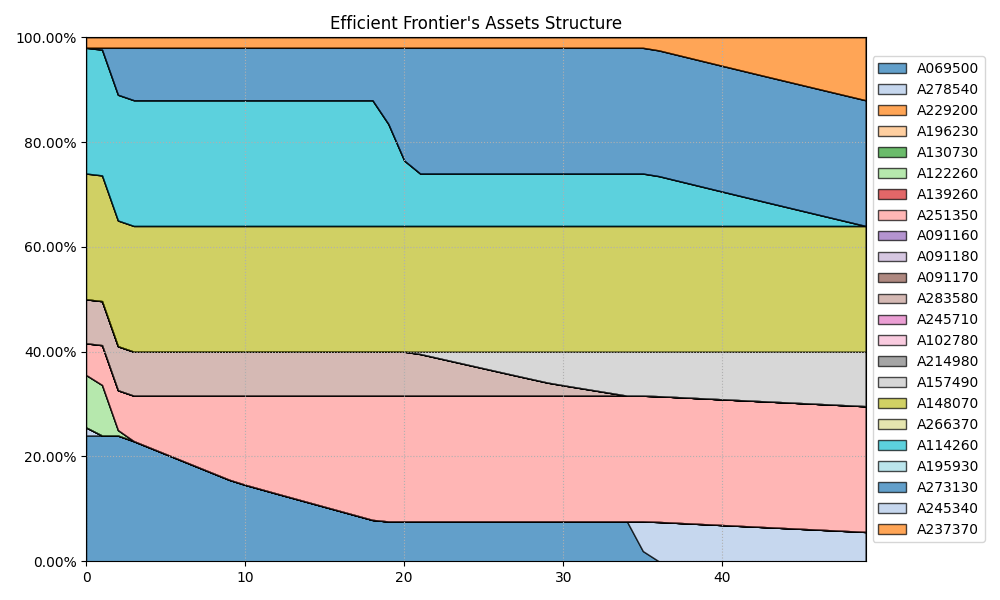 Efficient Frontier's Assets Structure
100.00%
80.00%
60.00%
40.00%
20.00%
0.00%
0
10
20
30
40
A069500
A278540
A229200
A196230
A130730
A122260
A139260
A251350
A091160
A091180
A091170
A283580
A245710
A102780
A214980
A157490
A148070
A266370
A114260
A195930
A273130
A245340
A237370